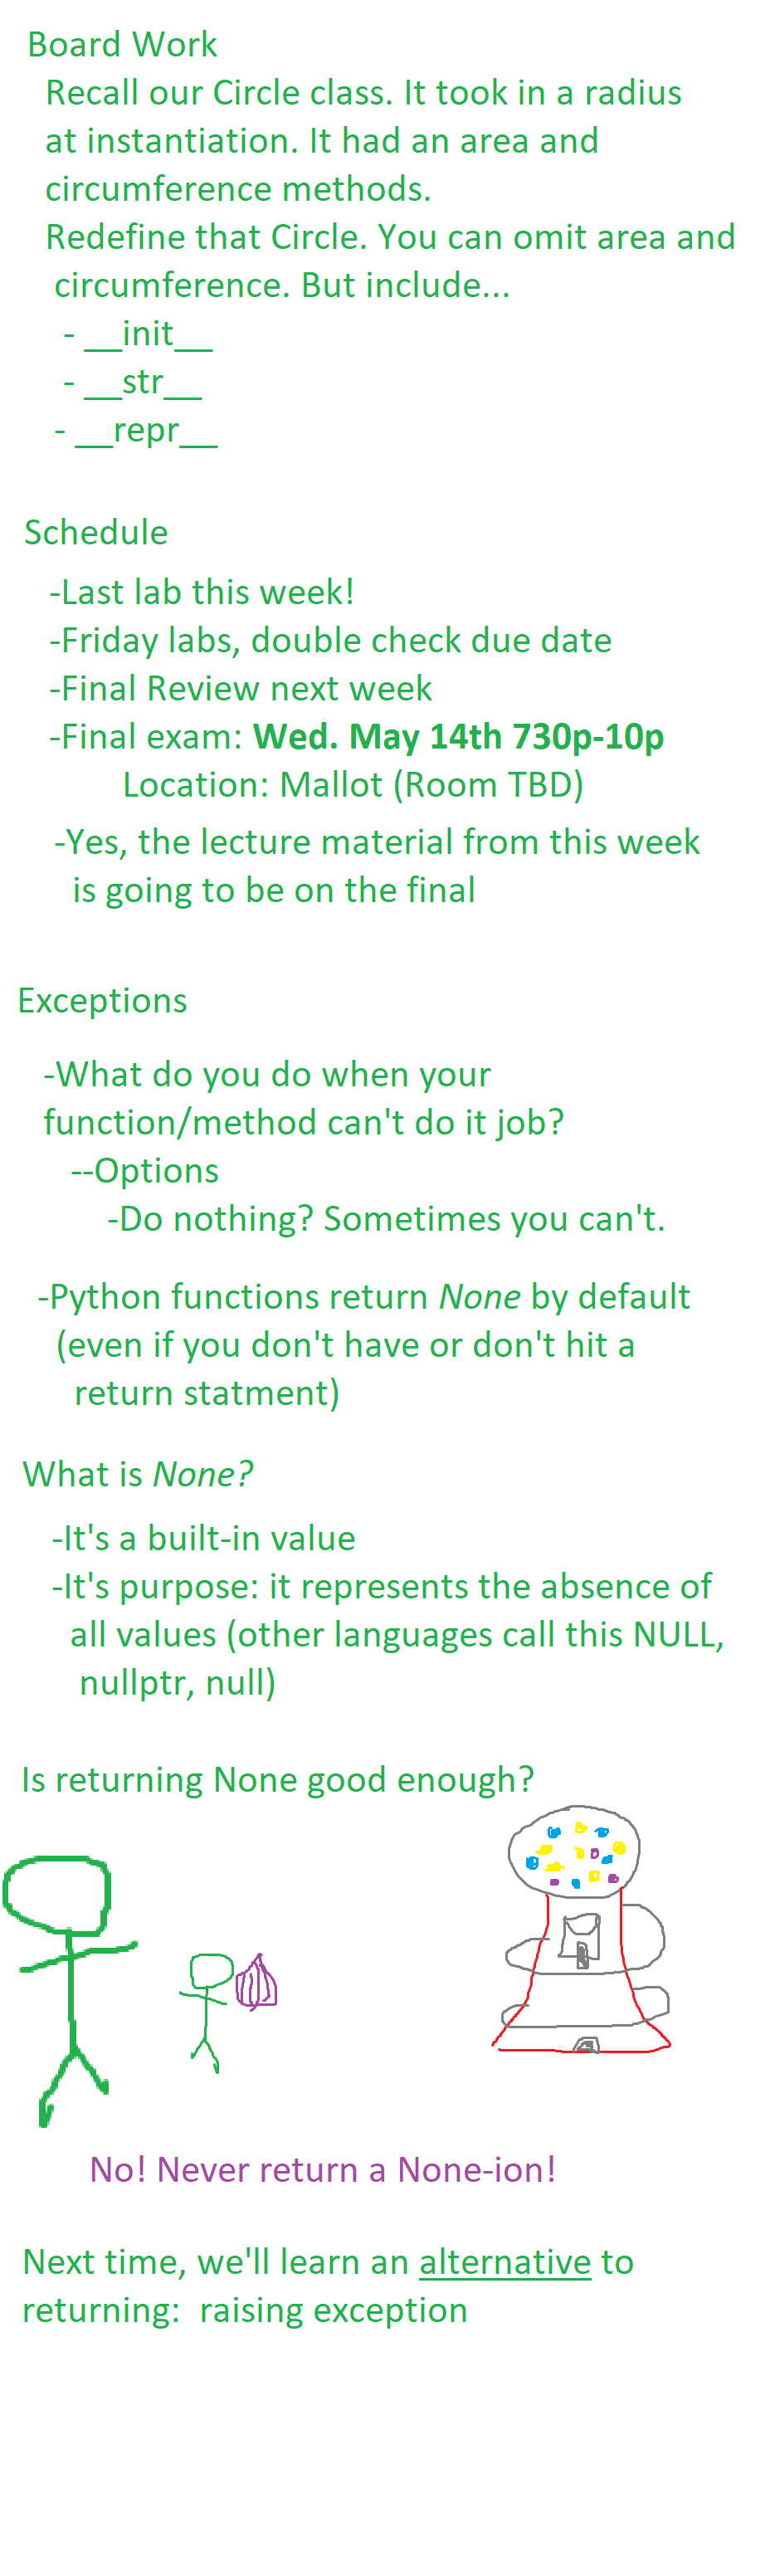 Board Work
Recall our Circle class. It took in a radius
at instantiation. It had an area and
circumference methods.
Redefine that Circle. You can omit area and
circumference. But include...
- __init__
- __str__
- __repr__
Schedule
-Last lab this week!
-Friday labs, double check due date
-Final Review next week
-Final exam: Wed. May 14th 730p-10p
Location: Mallot (Room TBD)
-Yes, the lecture material from this week
is going to be on the final
Exceptions
-What do you do when your
function/method can't do it job?
--Options
-Do nothing? Sometimes you can't.
-Python functions return None by default
(even if you don't have or don't hit a
return statment)
What is None?
-It's a built-in value
-It's purpose: it represents the absence of
all values (other languages call this NULL,
nullptr, null)
Is returning None good enough?
No! Never return a None-ion!
Next time, we'll learn an alternative to
returning:  raising exception